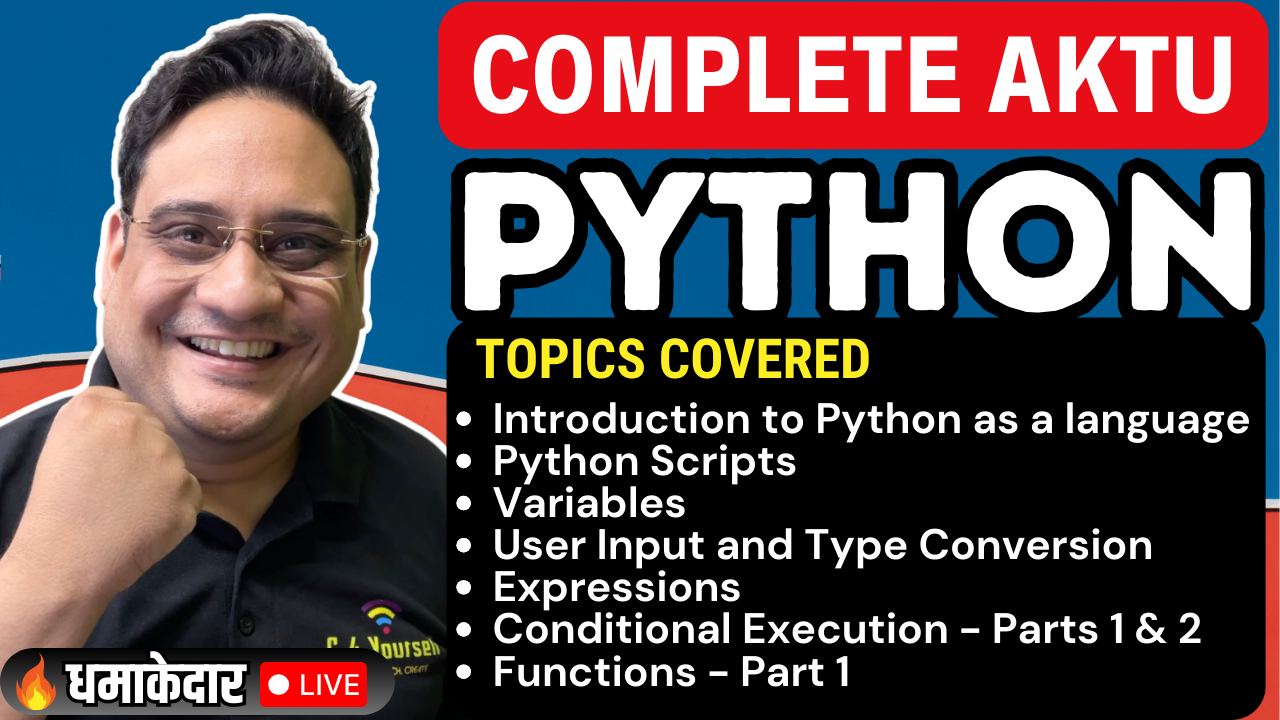 COMPLETE AKTU
PYTHON
TOPICS COVERED
• Introduction to Python as a language
• Python Scripts
• Variables
• User Input and Type Conversion
• Expressions
• Conditional Execution - Parts 1 & 2
• Functions - Part 1
Yourself
CREATE
धमाकेदार
LIVE